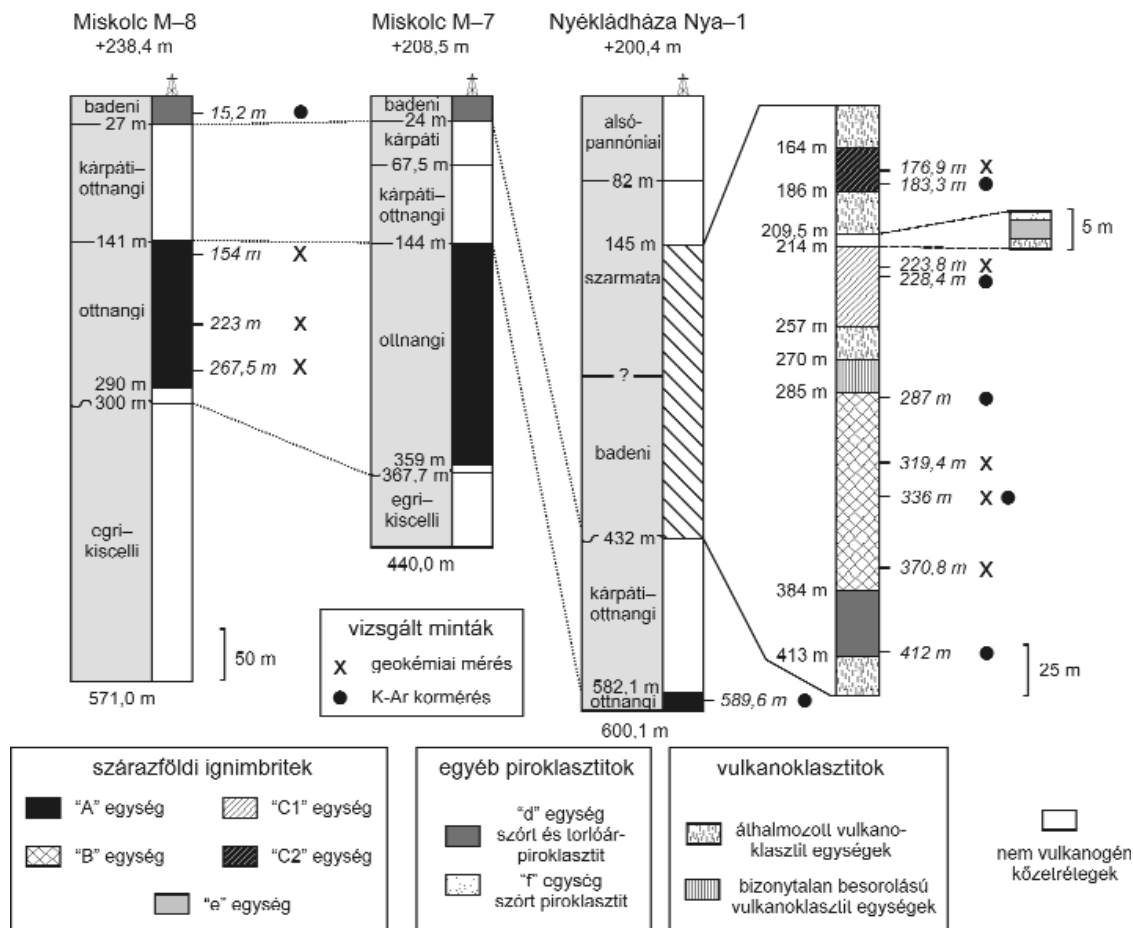 Miskolc M–8
+238,4 m
badeni
27 m
kárpáti–
ottnangi
141 m
ottnangi
290 m
300 m
egri–
kiscelli
571,0 m
15,2 m
154 m
X
223 m
X
267,5 m
X
50 m
Miskolc M–7
+208,5 m
badeni
24 m
kárpáti
67,5 m
kárpáti–
ottnangi
144 m
ottnangi
359 m
367,7 m
egri–
kiscelli
440,0 m
Nyékládháza Nya–1
+200,4 m
alsó-
pannóniai
82 m
145 m
szarmata
?
badeni
432 m
kárpáti–
ottnangi
582,1 m
ottnangi
600,1 m
589,6 m
164 m
186 m
209,5 m
214 m
257 m
270 m
285 m
384 m
413 m
176,9 m X
183,3 m
5 m
223,8 m X
228,4 m
287 m
319,4 m X
336 m X
370,8 m X
412 m
25 m
vizsgált minták
X geokémiai mérés
K-Ar kormérés
szárazföldi ignimbritek
"A" egység
"C1" egység
"B" egység
"C2" egység
"e" egység
egyéb piroklasztitok
"d" egység
szórt és torlóár-
piroklasztit
"f" egység
szórt piroklasztit
vulkanoklasztitok
áthalmozott vulkano-
klasztit egységek
bizonytalan besorolású
vulkanoklasztit egységek
nem vulkanogén
kőzetrétegek